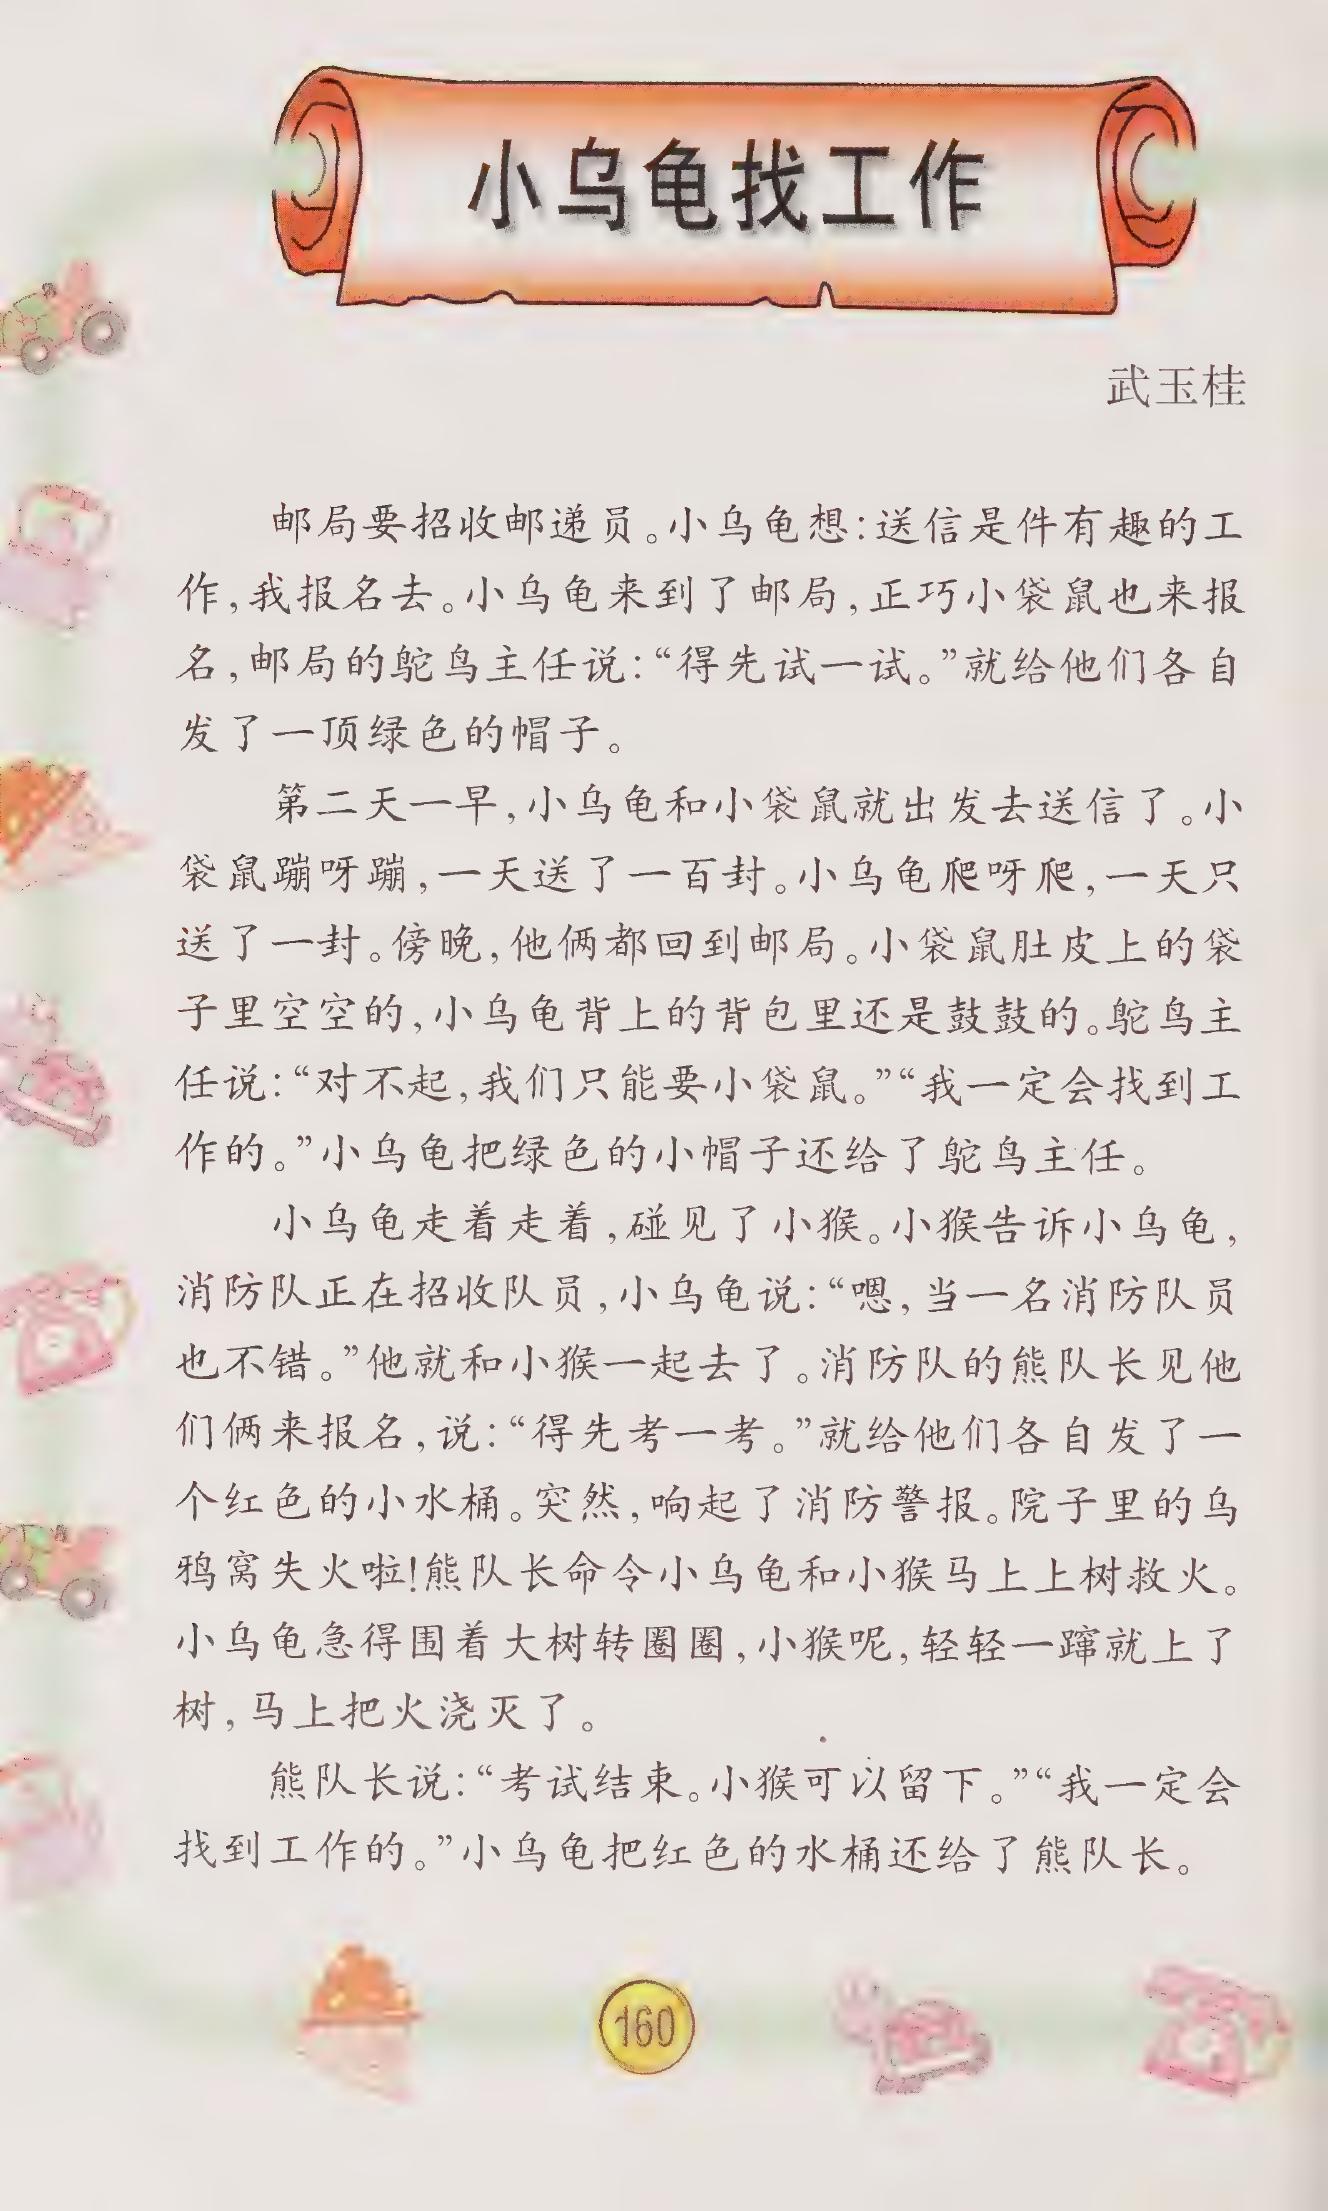 小乌龟找工作
武玉桂
邮局要招收邮递员。小乌龟想:送信是件有趣的工
作,我报名去。小乌龟来到了邮局,正巧小袋鼠也来报
名,邮局的鸵鸟主任说:“得先试一试。”就给他们各自
发了一顶绿色的帽子。
第二天一早,小乌龟和小袋鼠就出发去送信了。小
袋鼠蹦呀蹦,一天送了一百封。小乌龟爬呀爬,一天只
送了一封。傍晚,他俩都回到邮局。小袋鼠肚皮上的袋
子里空空的,小乌龟背上的背包里还是鼓鼓的。鸵鸟主
任说:“对不起,我们只能要小袋鼠。”“我一定会找到工
作的。”小乌龟把绿色的小帽子还给了鸵鸟主任。
小乌龟走着走着,碰见了小猴。小猴告诉小乌龟,
消防队正在招收队员,小乌龟说:“嗯,当一名消防队员
也不错。”他就和小猴一起去了。消防队的熊队长见他
们俩来报名,说:“得先考一考。”就给他们各自发了一
个红色的小水桶。突然,响起了消防警报。院子里的乌
鸦窝失火啦!熊队长命令小乌龟和小猴马上上树救火。
小乌龟急得围着大树转圈圈,小猴呢,轻轻一蹿就上了
树,马上把火浇灭了。
熊队长说:“考试结束。小猴可以留下。”“我一定会
找到工作的。”小乌龟把红色的水桶还给了熊队长。
160